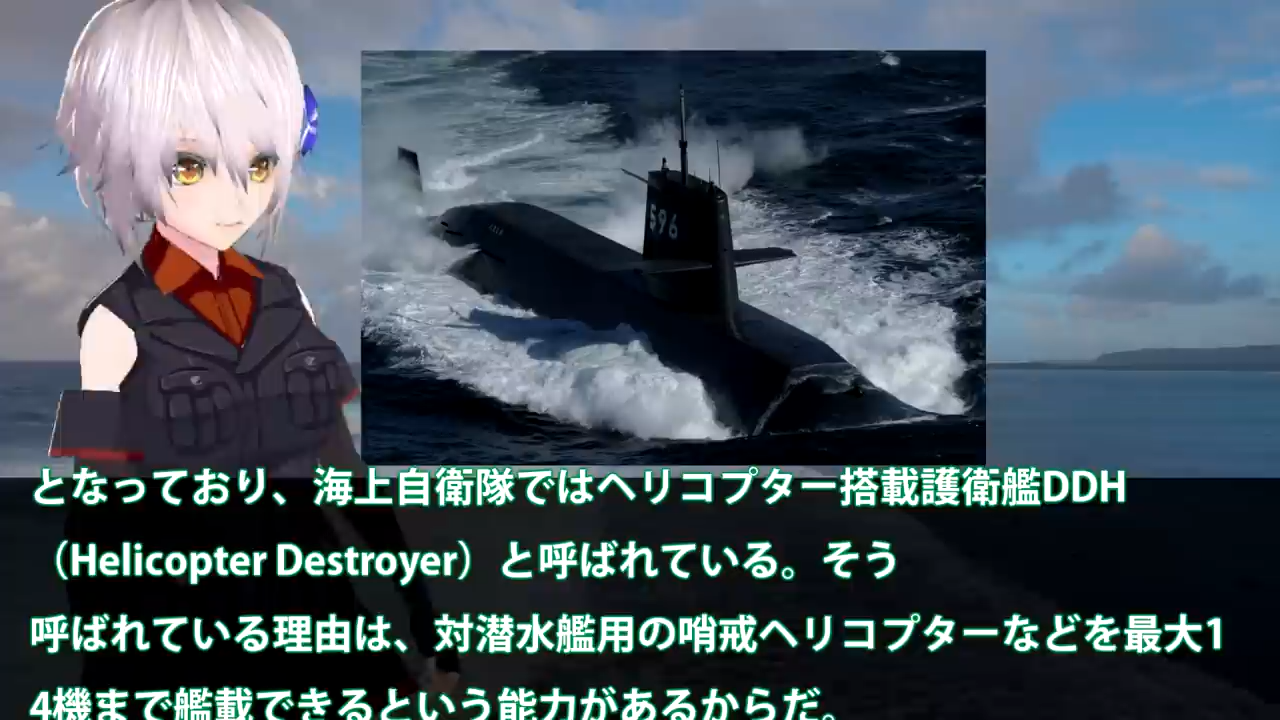 596
となっており、海上自衛隊ではヘリコプター搭載護衛艦DDH
（Helicopter Destroyer）と呼ばれている。そう
呼ばれている理由は、対潜水艦用の哨戒ヘリコプターなどを最大1
4機まで艦載できるという能力があるからだ。